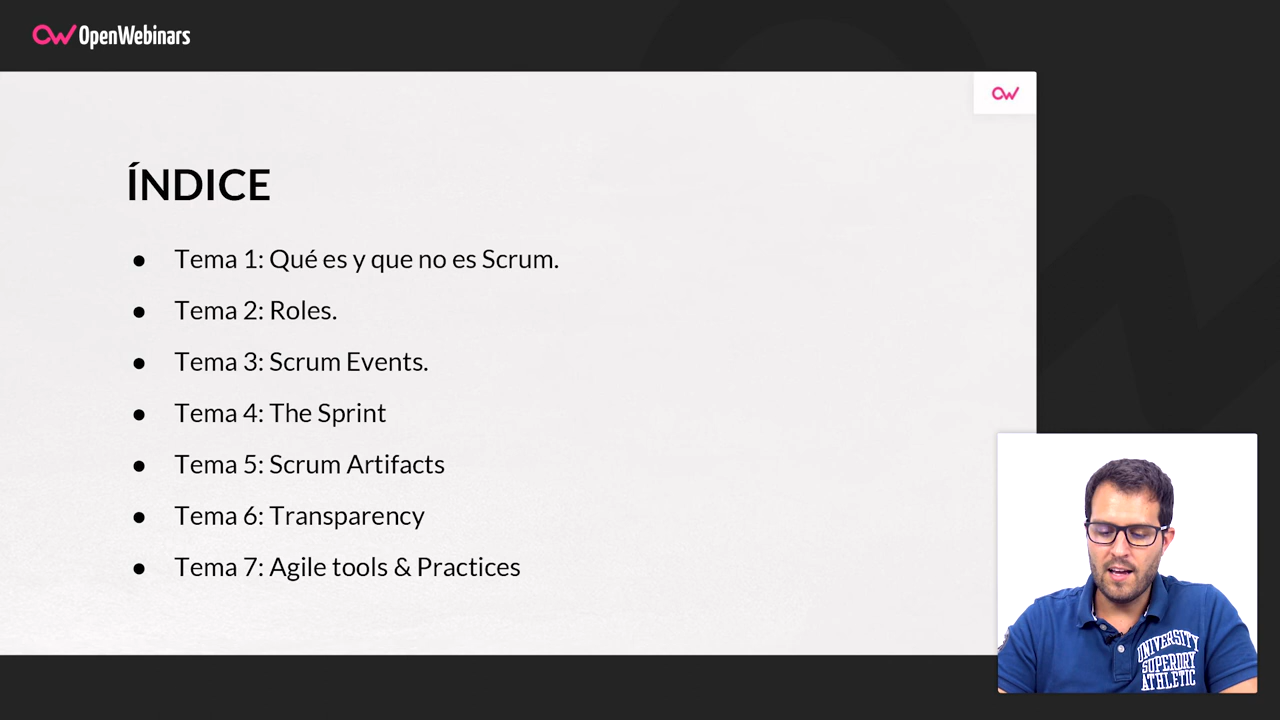 OpenWebinars
ÍNDICE
● Tema 1: Qué es y que no es Scrum.
● Tema 2: Roles.
● Tema 3: Scrum Events.
● Tema 4: The Sprint
● Tema 5: Scrum Artifacts
● Tema 6: Transparency
● Tema 7: Agile tools & Practices
UNIVERSITY
SUPERDRY
ATHLETIC